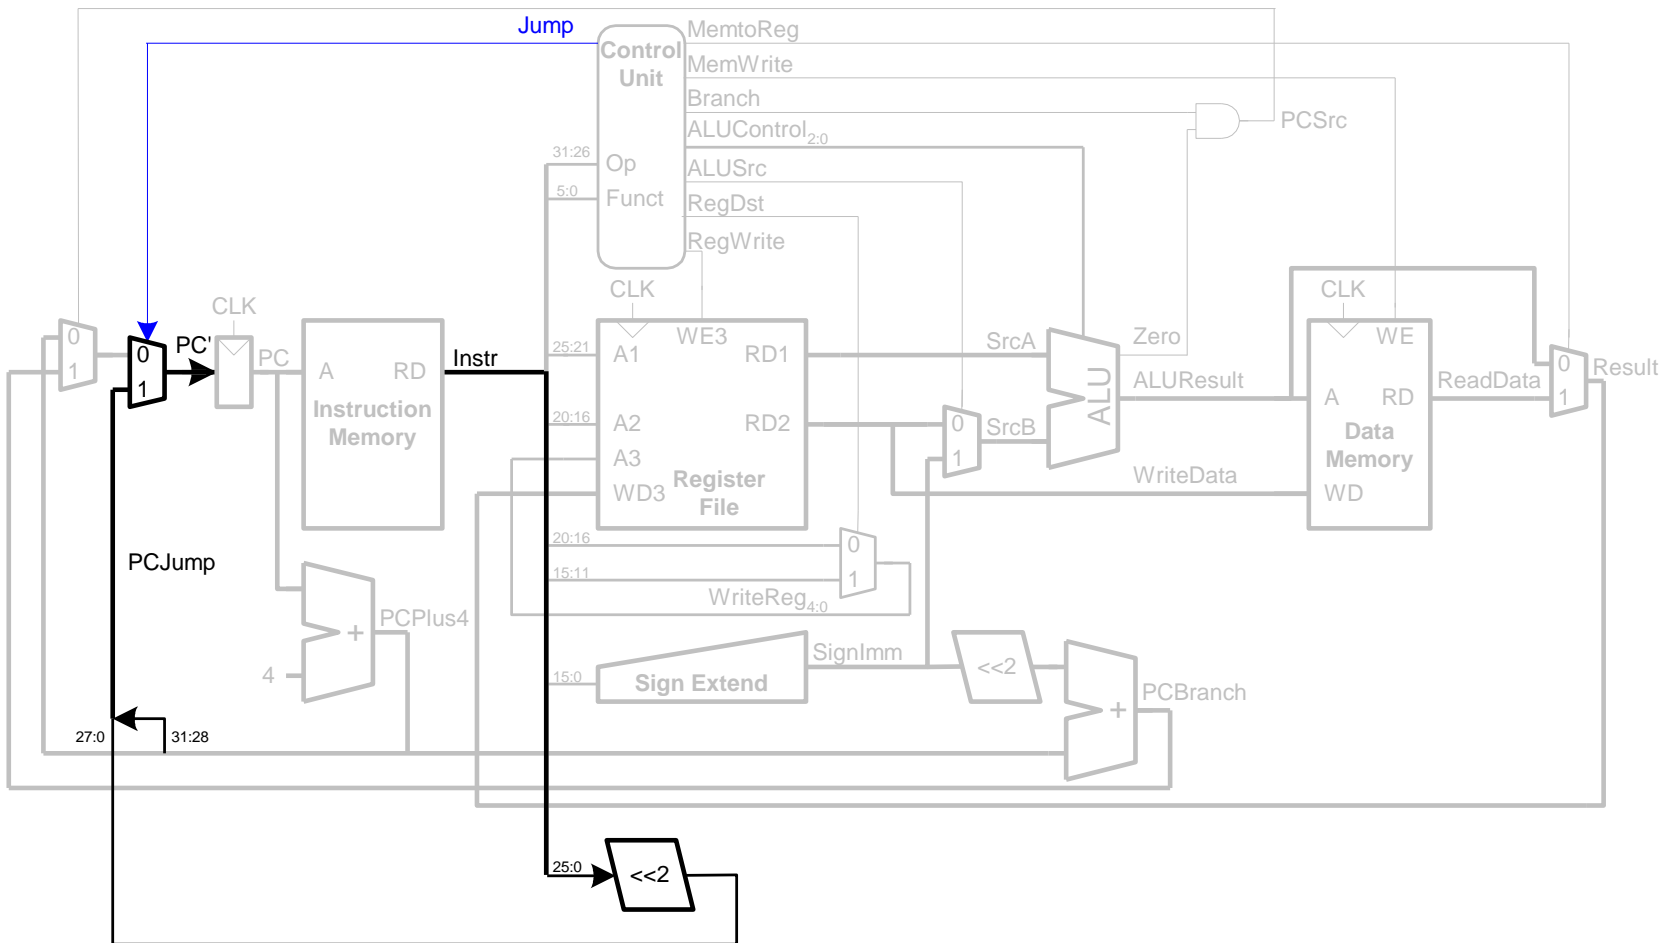 Jump
Control
Unit
MemtoReg
MemWrite
Branch
ALUControl2:0
ALUSrc
RegDst
RegWrite
PCSrc
31:26
Op
5:0
Funct
CLK
CLK
CLK
0
1
0
1
PC'
PC
A
RD
Instruction
Memory
Instr
25:21
A1
WE3
RD1
20:16
A2
RD2
A3
WD3
Register
File
SrcA
0
1
SrcB
ALU
Zero
ALUResult
WE
A
RD
Data
Memory
WD
ReadData
0
1
Result
WriteData
20:16
0
15:11
1
WriteReg4:0
PCJump
PCPlus4
+
4
SignImm
15:0
Sign Extend
<<2
PCBranch
+
27:0
31:28
25:0
<<2